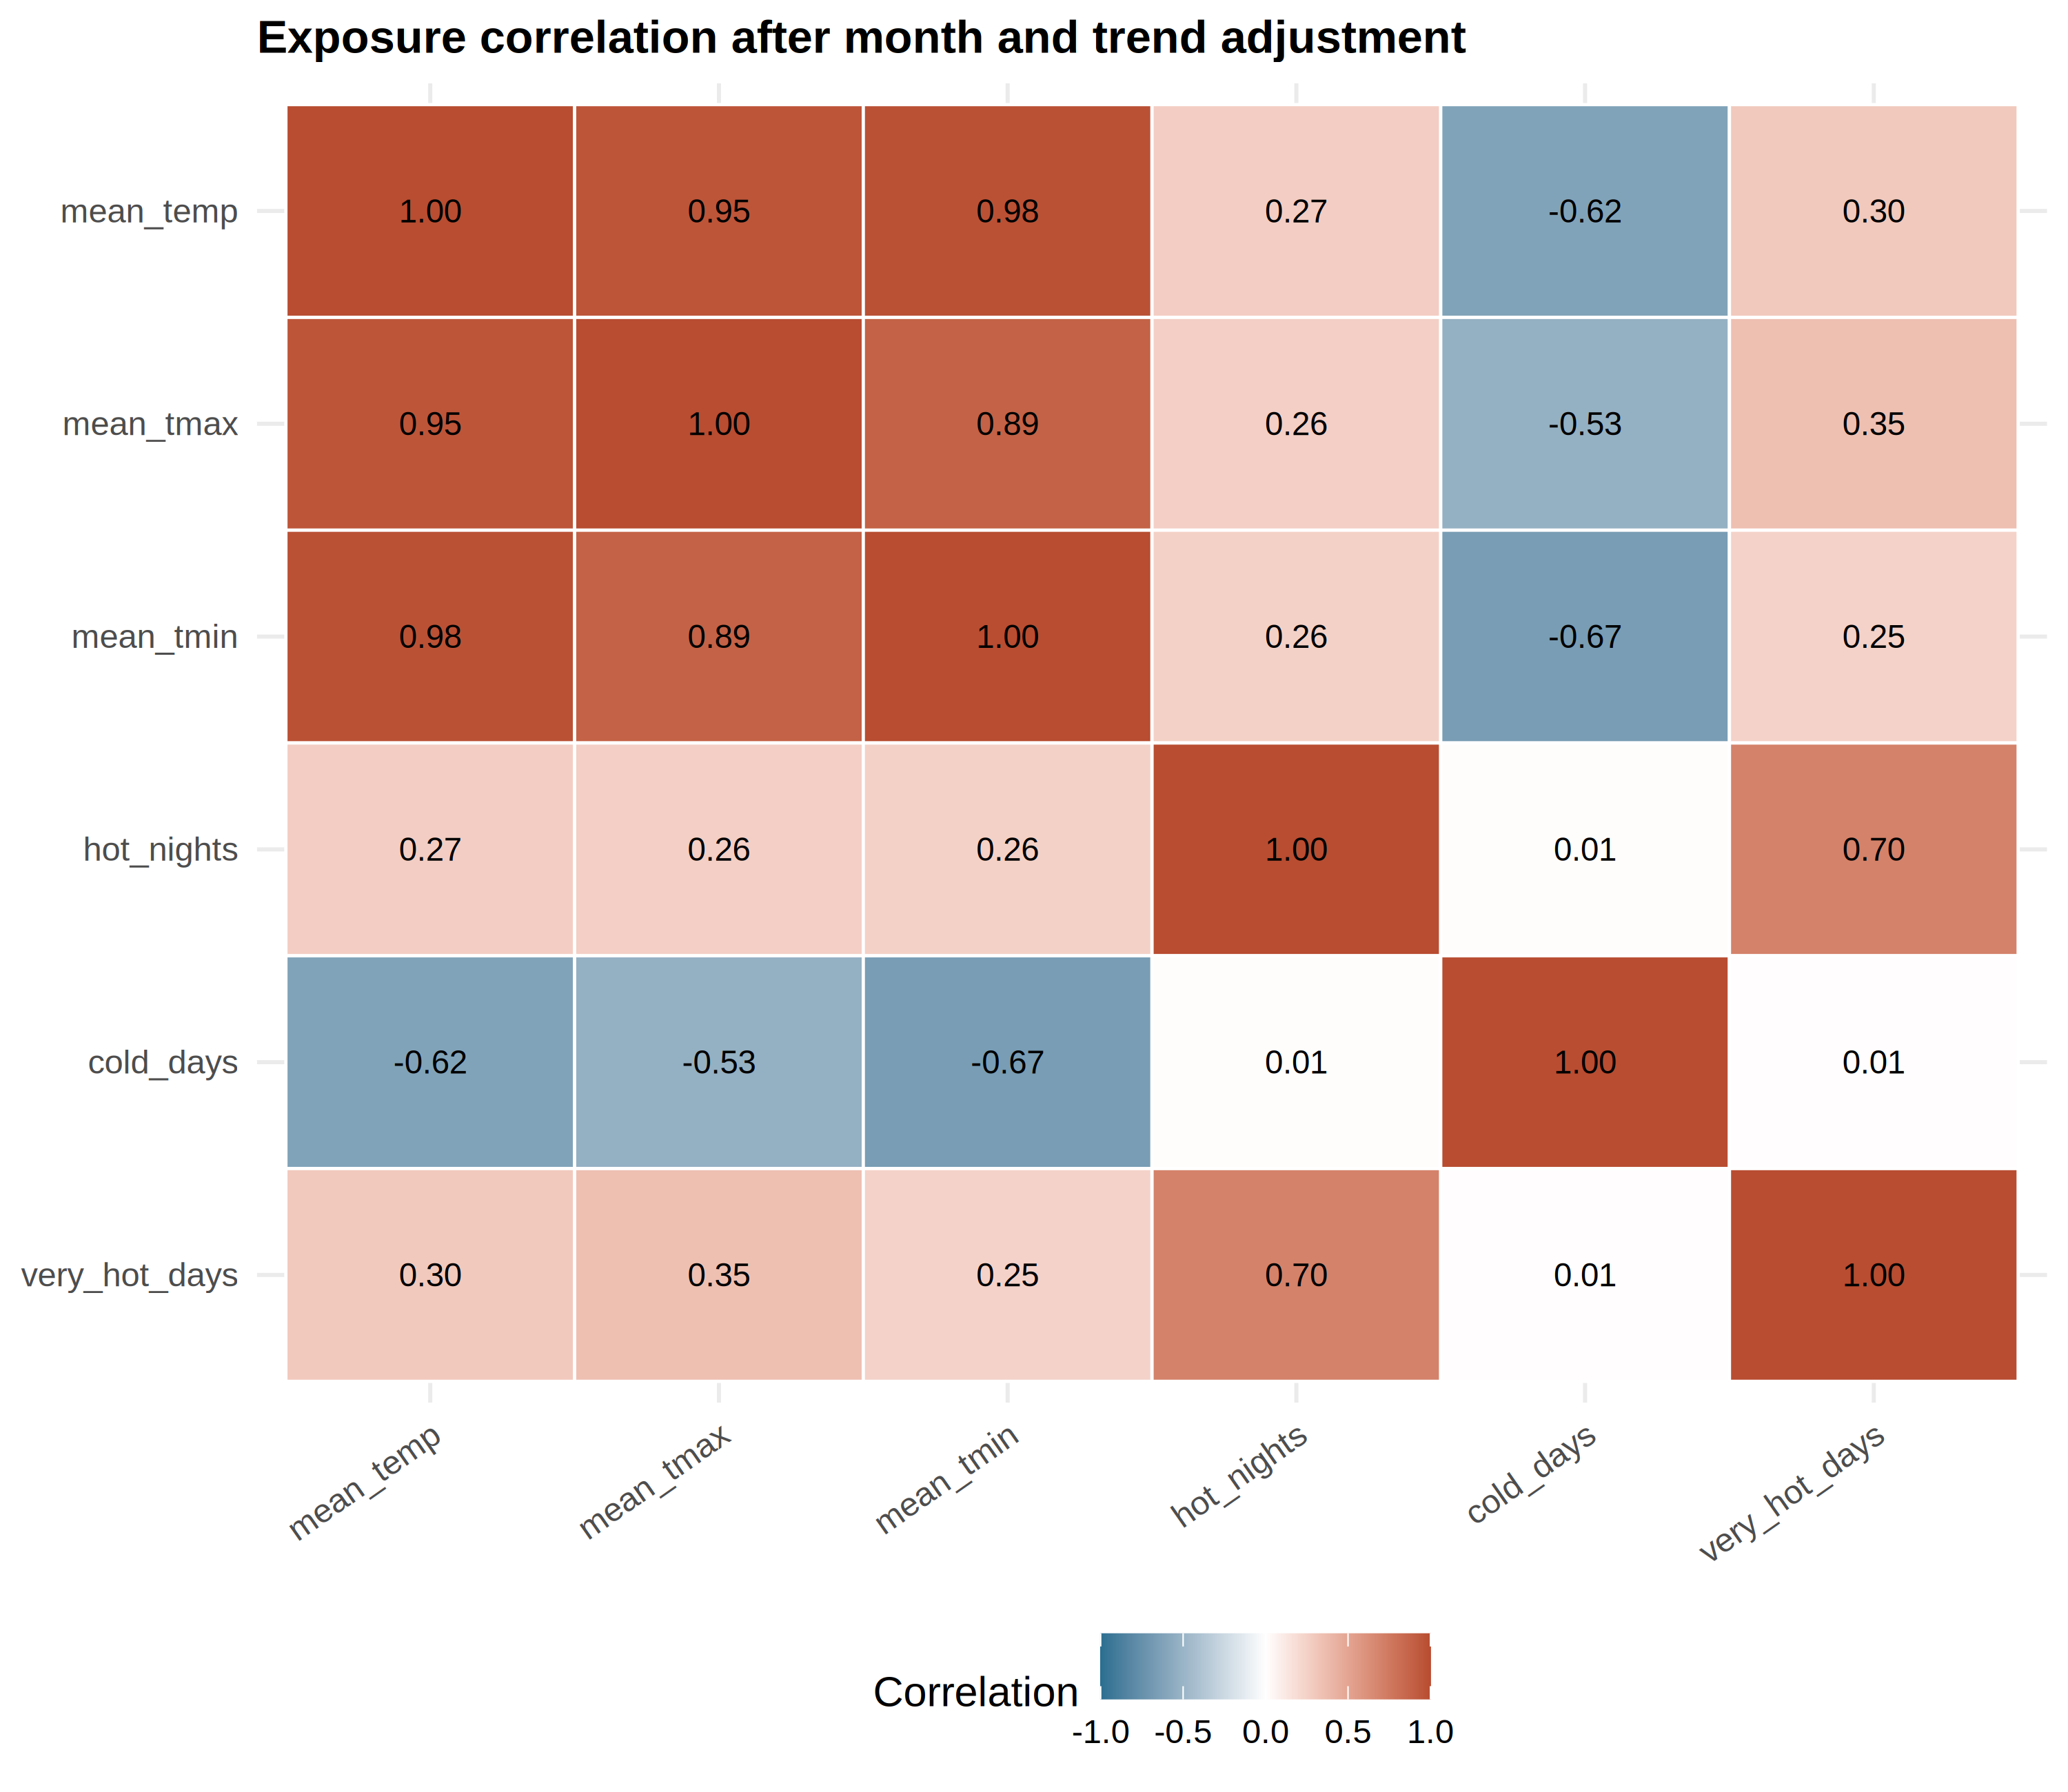 Exposure correlation after month and trend adjustment
mean_temp 1.00 0.95 0.98 0.27 -0.62 0.30
mean_tmax 0.95 1.00 0.89 0.26 -0.53 0.35
mean_tmin 0.98 0.89 1.00 0.26 -0.67 0.25
hot_nights 0.27 0.26 0.26 1.00 0.01 0.70
cold_days -0.62 -0.53 -0.67 0.01 1.00 0.01
very_hot_days 0.30 0.35 0.25 0.70 0.01 1.00
mean_temp mean_tmax mean_tmin hot_nights cold_days very_hot_days
Correlation
-1.0 -0.5 0.0 0.5 1.0